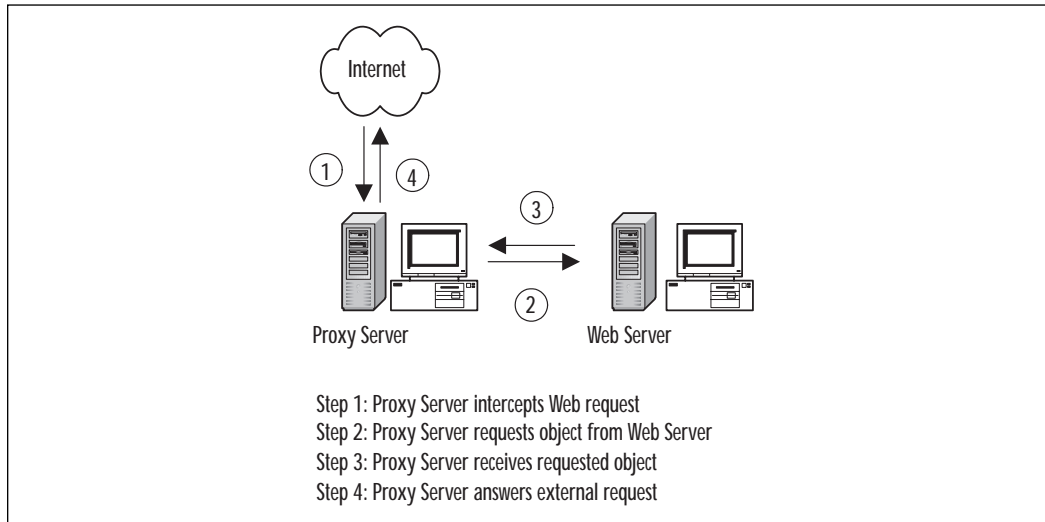 Internet
1
4
3
2
Proxy Server
Web Server
Step 1: Proxy Server intercepts Web request
Step 2: Proxy Server requests object from Web Server
Step 3: Proxy Server receives requested object
Step 4: Proxy Server answers external request